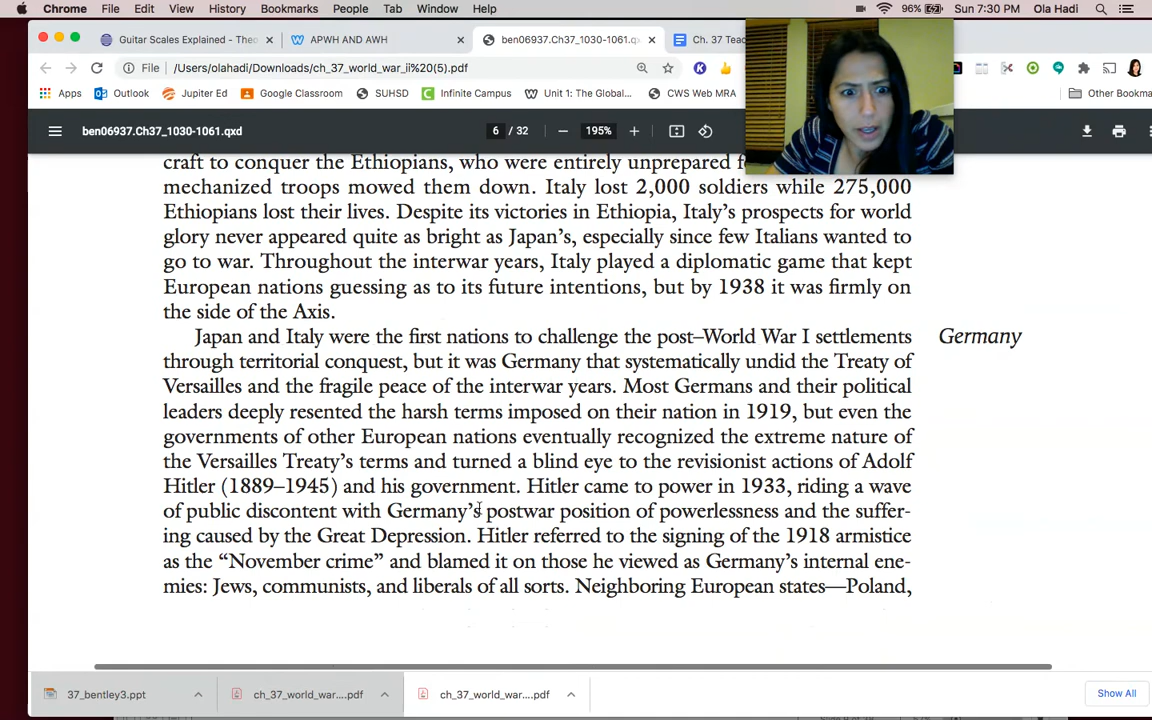 Chrome File Edit View History Bookmarks People Tab Window Help 96% Sun 7:30 PM Ola Hadi
Guitar Scales Explained - Theo APWH AND AWH ben06937.Ch37_1030-1061.q Ch. 37 Teac
File /Users/olahadi/Downloads/ch_37_world_war_ii%20(5).pdf
Apps Outlook Jupiter Ed Google Classroom SUHSD Infinite Campus Unit 1: The Global... CWS Web MRA Other Bookma
ben06937.Ch37_1030-1061.qxd 6 / 32 195%
craft to conquer the Ethiopians, who were entirely unprepared
mechanized troops mowed them down. Italy lost 2,000 soldiers while 275,000
Ethiopians lost their lives. Despite its victories in Ethiopia, Italy's prospects for world
glory never appeared quite as bright as Japan's, especially since few Italians wanted to
go to war. Throughout the interwar years, Italy played a diplomatic game that kept
European nations guessing as to its future intentions, but by 1938 it was firmly on
the side of the Axis.
Japan and Italy were the first nations to challenge the post–World War I settlements
Germany
through territorial conquest, but it was Germany that systematically undid the Treaty of
Versailles and the fragile peace of the interwar years. Most Germans and their political
leaders deeply resented the harsh terms imposed on their nation in 1919, but even the
governments of other European nations eventually recognized the extreme nature of
the Versailles Treaty's terms and turned a blind eye to the revisionist actions of Adolf
Hitler (1889–1945) and his government. Hitler came to power in 1933, riding a wave
of public discontent with Germany's postwar position of powerlessness and the suffer-
ing caused by the Great Depression. Hitler referred to the signing of the 1918 armistice
as the “November crime” and blamed it on those he viewed as Germany's internal ene-
mies: Jews, communists, and liberals of all sorts. Neighboring European states—Poland,
37_bentley3.ppt ch_37_world_war....pdf ch_37_world_war....pdf Show All